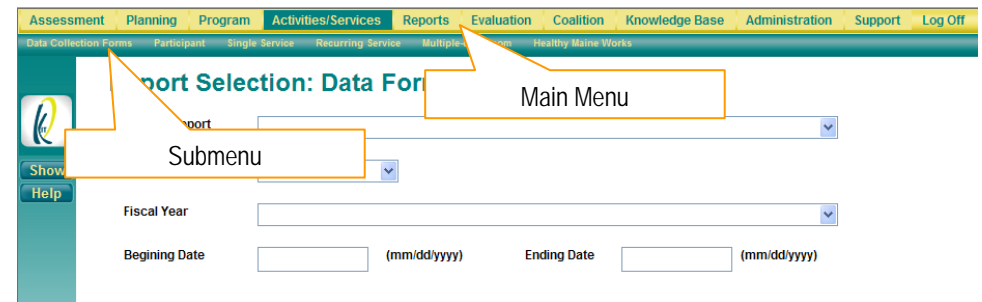 Assessment Planning Program Activities/Services Reports Evaluation Coalition Knowledge Base Administration Support Log Off
Data Collection Forms Participant Single Service Recurring Service Healthy Maine Works
Selection: Data
Main Menu
Submenu
Show
Help
Fiscal Year
Begining Date (mm/dd/yyyy) Ending Date (mm/dd/yyyy)